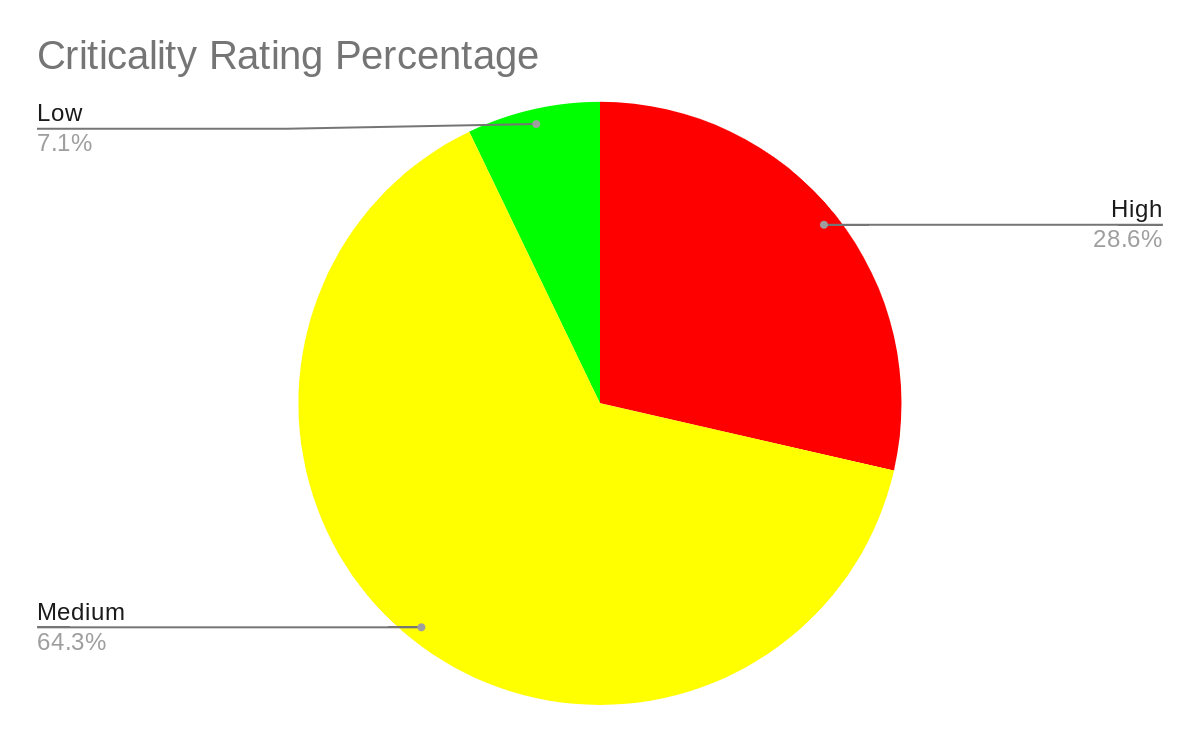 Criticality Rating Percentage
Low
7.1%
High
28.6%
Medium
64.3%